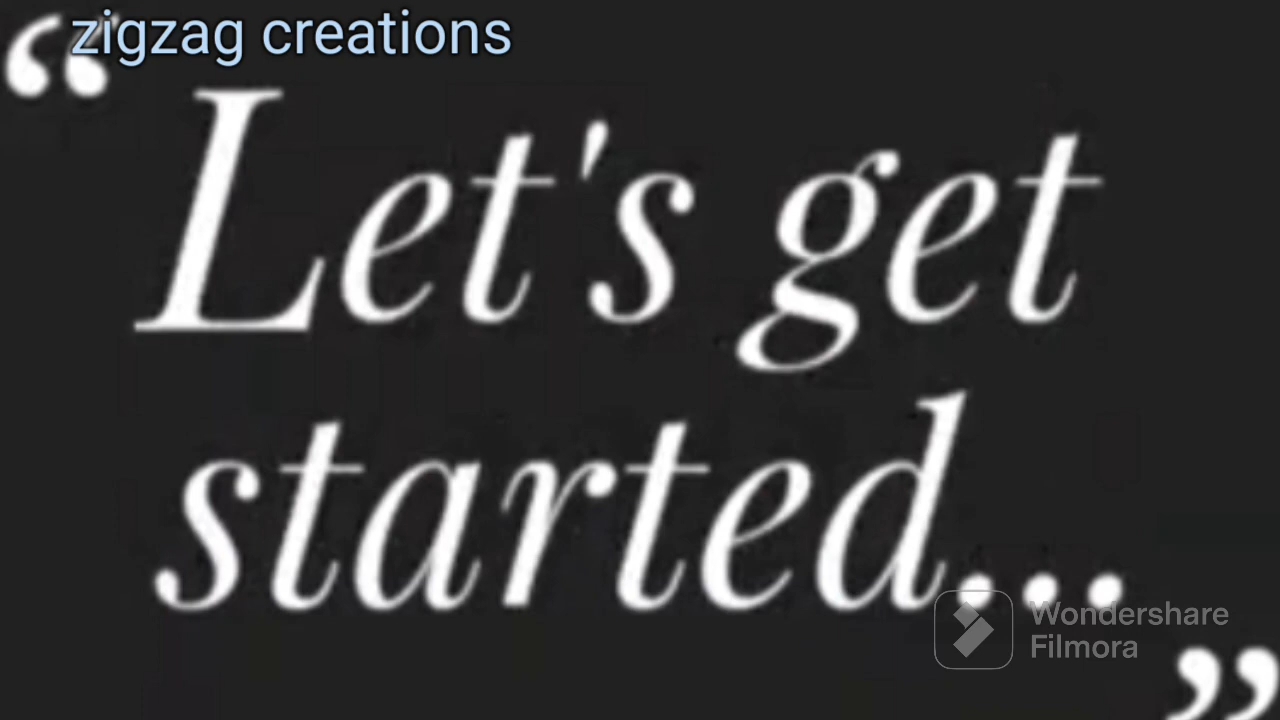 zigzag creations
“Let's get
started...”
Wondershare
Filmora